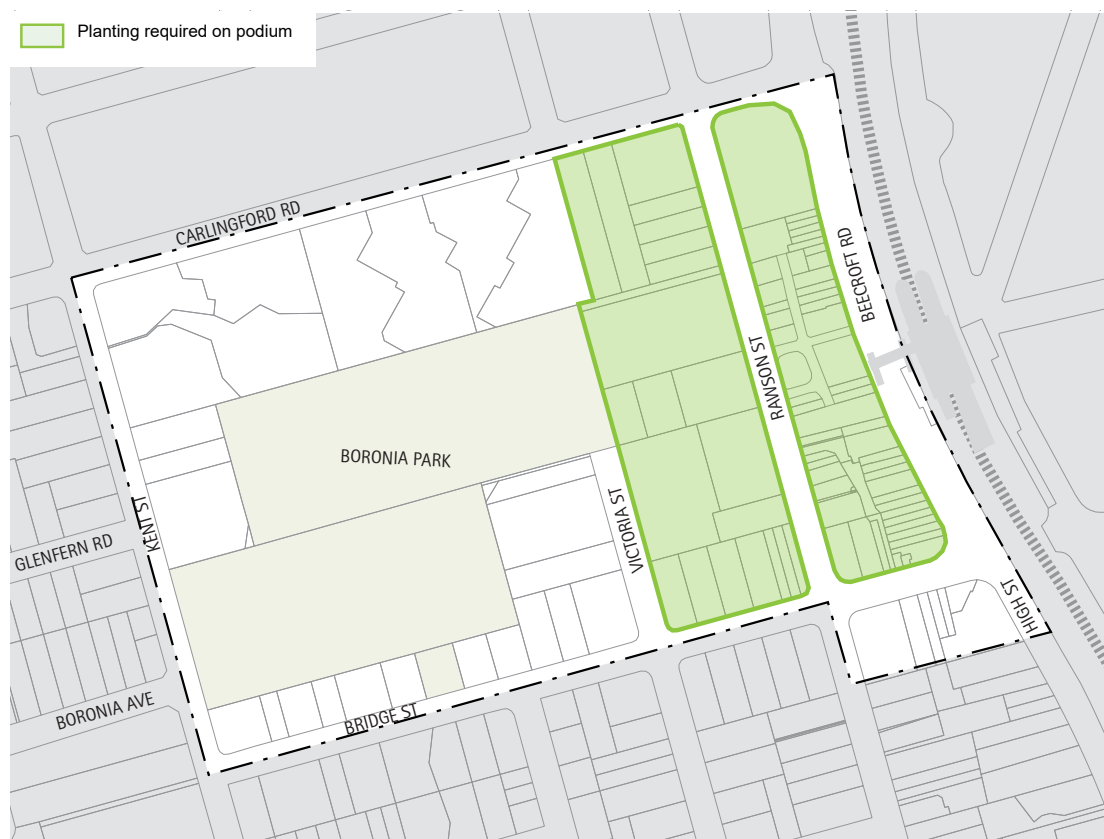 Planting required on podium
CARLINGFORD RD
BEECROFT RD
RAWSON ST
BORONIA PARK
VICTORIA ST
KENT ST
GLENFERN RD
HIGH ST
BORONIA AVE
BRIDGE ST